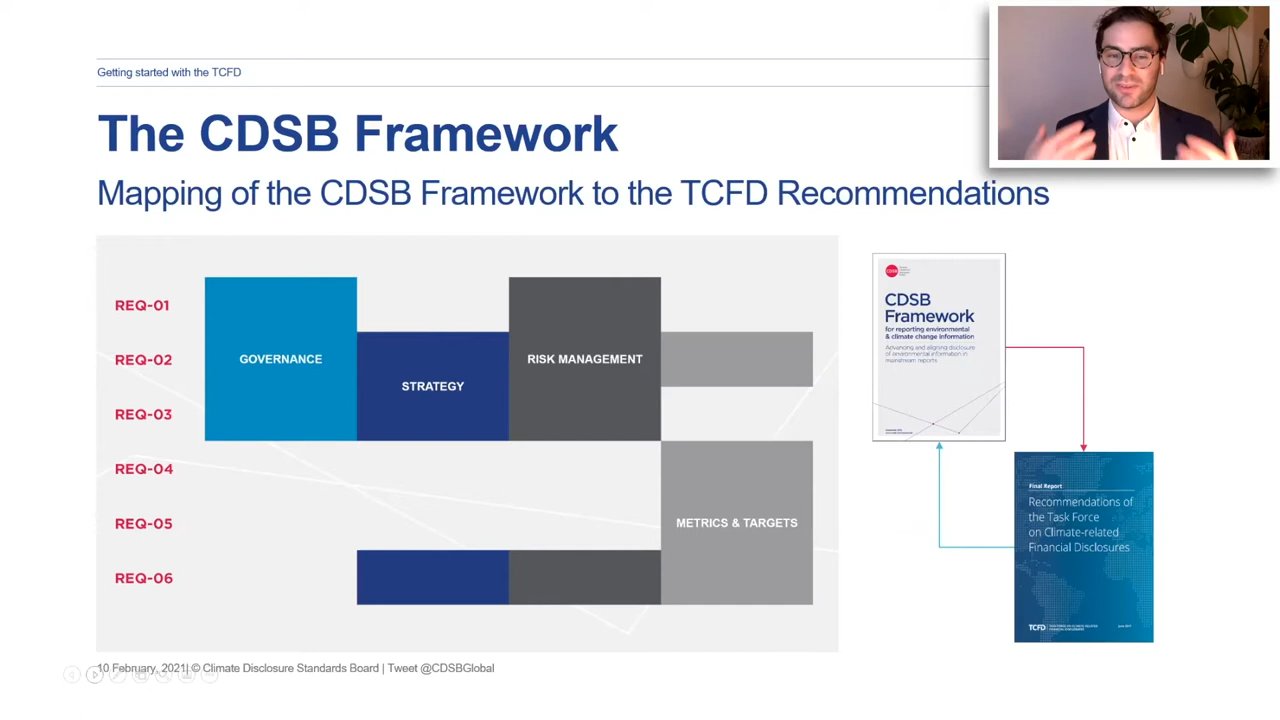 Getting started with the TCFD
The CDSB Framework
Mapping of the CDSB Framework to the TCFD Recommendations
REQ-01
REQ-02
REQ-03
REQ-04
REQ-05
REQ-06
GOVERNANCE
STRATEGY
RISK MANAGEMENT
METRICS & TARGETS
CDSB
CDSB
Framework
for reporting environmental
& climate change information
Advancing and aligning disclosure
of environmental information in
mainstream reports
Final Report
Recommendations of
the Task Force
on Climate-related
Financial Disclosures
TCFD
June 2017
10 February, 2021| © Climate Disclosure Standards Board | Tweet @CDSBGlobal